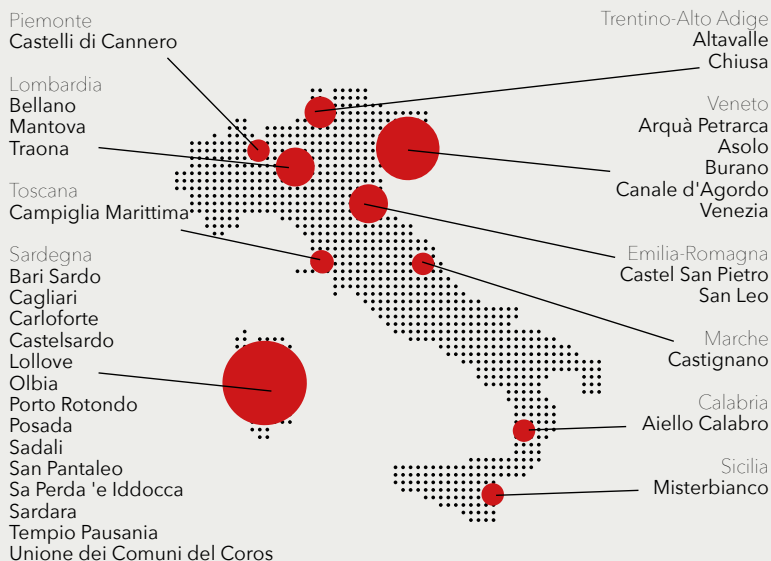 Piemonte
Castelli di Cannero
Lombardia
Bellano
Mantova
Traona
Toscana
Campiglia Marittima
Sardegna
Bari Sardo
Cagliari
Carloforte
Castelsardo
Lollove
Olbia
Porto Rotondo
Posada
Sadali
San Pantaleo
Sa Perda 'e Iddocca
Sardara
Tempio Pausania
Unione dei Comuni del Coros
Trentino-Alto Adige
Altavalle
Chiusa
Veneto
Arquà Petrarca
Asolo
Burano
Canale d'Agordo
Venezia
Emilia-Romagna
Castel San Pietro
San Leo
Marche
Castignano
Calabria
Aiello Calabro
Sicilia
Misterbianco